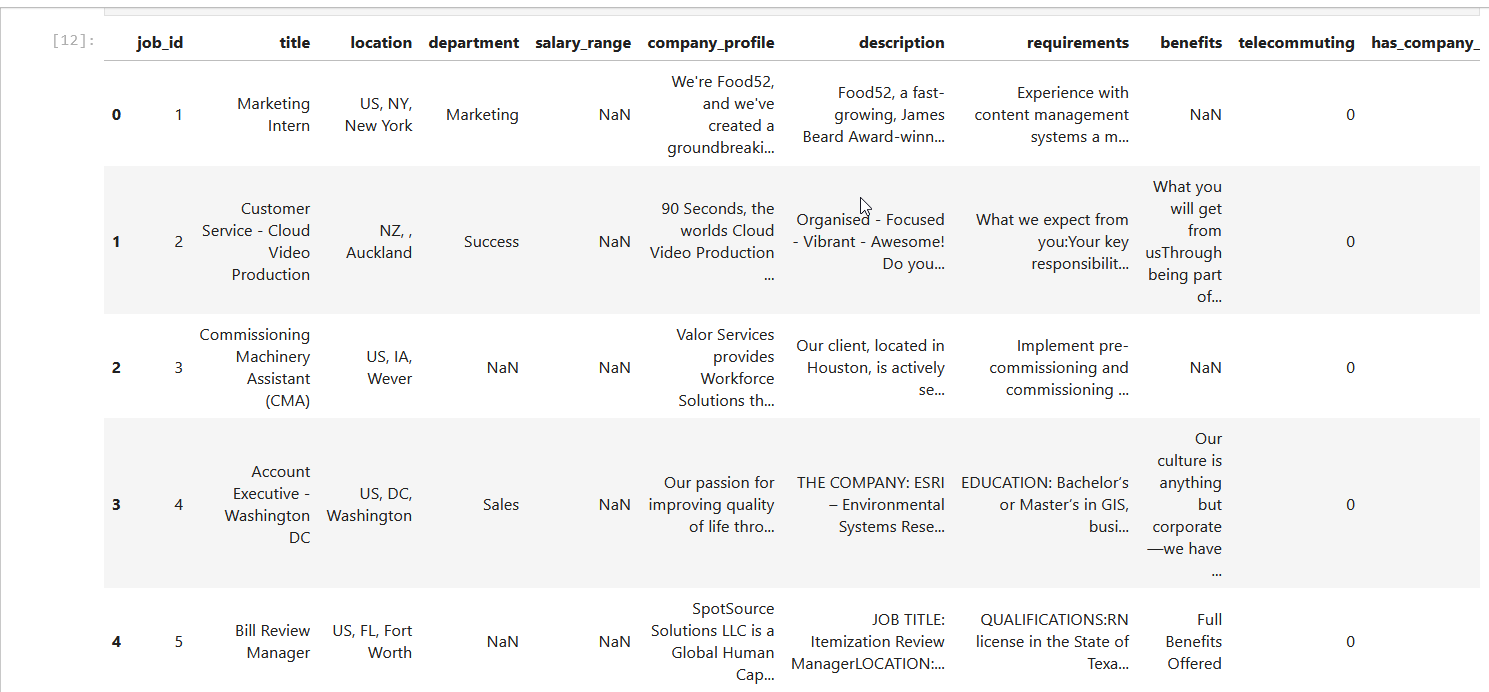 [12]:
job_id title location department salary_range company_profile description requirements benefits telecommuting has_company_
0 1 Marketing Intern US, NY, New York Marketing NaN We're Food52, and we've created a groundbreaki... Food52, a fast-growing, James Beard Award-winn... Experience with content management systems a m... NaN 0
1 2 Customer Service - Cloud Video Production NZ, , Auckland Success NaN 90 Seconds, the worlds Cloud Video Production ... Organised - Focused - Vibrant - Awesome! Do you... What we expect from you:Your key responsibilit... What you will get from usThrough being part of... 0
2 3 Commissioning Machinery Assistant (CMA) US, IA, Wever NaN NaN Valor Services provides Workforce Solutions th... Our client, located in Houston, is actively se... Implement pre-commissioning and commissioning ... NaN 0
3 4 Account Executive - Washington DC US, DC, Washington Sales NaN Our passion for improving quality of life thro... THE COMPANY: ESRI – Environmental Systems Rese... EDUCATION: Bachelor’s or Master’s in GIS, busi... Our culture is anything but corporate—we have ... 0
4 5 Bill Review Manager US, FL, Fort Worth NaN NaN SpotSource Solutions LLC is a Global Human Cap... JOB TITLE: Itemization Review ManagerLOCATION:... QUALIFICATIONS:RN license in the State of Texa... Full Benefits Offered 0